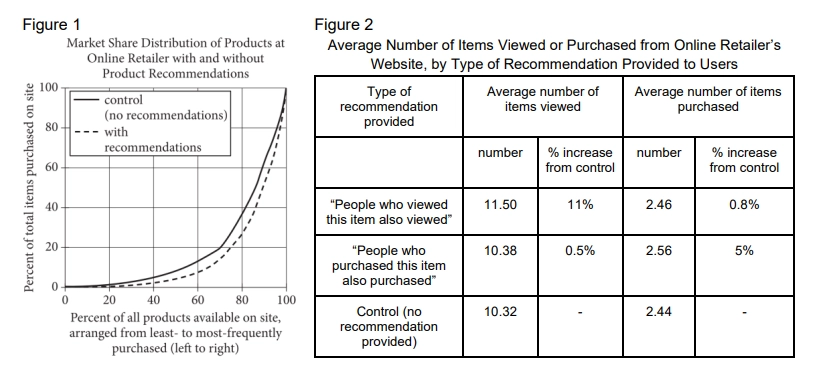 Figure 1
Market Share Distribution of Products at
Online Retailer with and without
Product Recommendations
Percent of total items purchased on site
100
80
60
40
20
0
control
(no recommendations)
with
recommendations
0 20 40 60 80 100
Percent of all products available on site,
arranged from least- to most-frequently
purchased (left to right)
Figure 2
Average Number of Items Viewed or Purchased from Online Retailer's
Website, by Type of Recommendation Provided to Users
Type of
recommendation
provided
Average number of
items viewed
Average number of items
purchased
number
% increase
from control
number
% increase
from control
“People who viewed
this item also viewed”
11.50
11%
2.46
0.8%
“People who
purchased this item
also purchased”
10.38
0.5%
2.56
5%
Control (no
recommendation
provided)
10.32
-
2.44
-